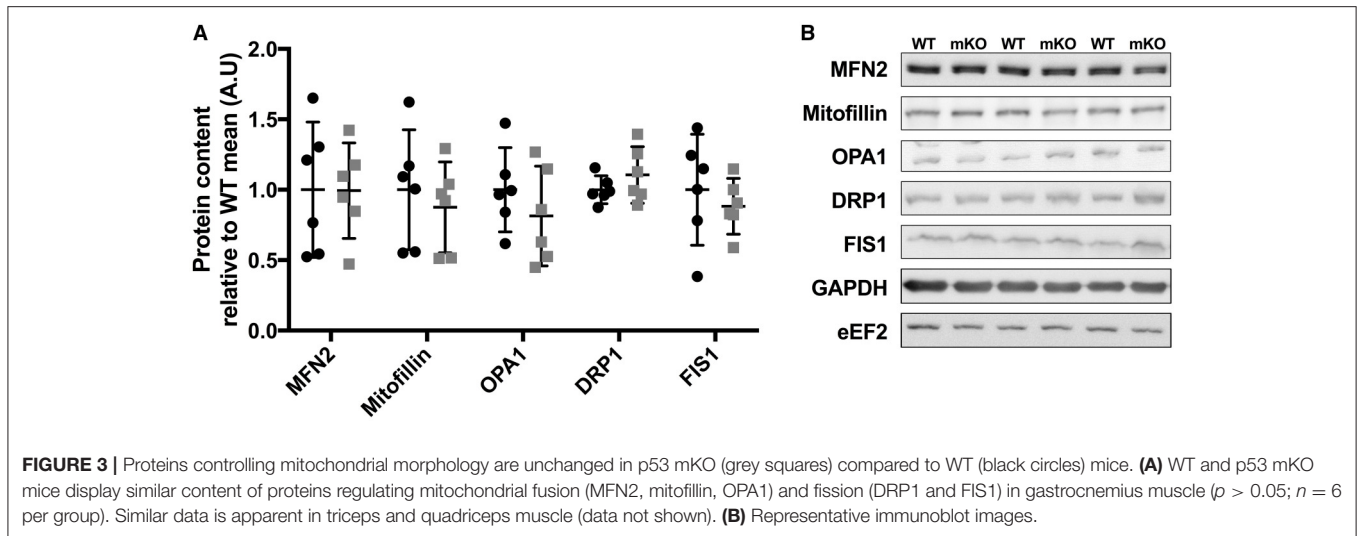 A
Protein content
relative to WT mean (A.U)
2.0
1.5
1.0
0.5
0.0
MFN2
Mitofillin
OPA1
DRP1
FIS1
B
WT mKO WT mKO WT mKO
MFN2
Mitofillin
OPA1
DRP1
FIS1
GAPDH
eEF2
FIGURE 3 | Proteins controlling mitochondrial morphology are unchanged in p53 mKO (grey squares) compared to WT (black circles) mice. (A) WT and p53 mKO
mice display similar content of proteins regulating mitochondrial fusion (MFN2, mitofillin, OPA1) and fission (DRP1 and FIS1) in gastrocnemius muscle (p > 0.05; n = 6
per group). Similar data is apparent in triceps and quadriceps muscle (data not shown). (B) Representative immunoblot images.